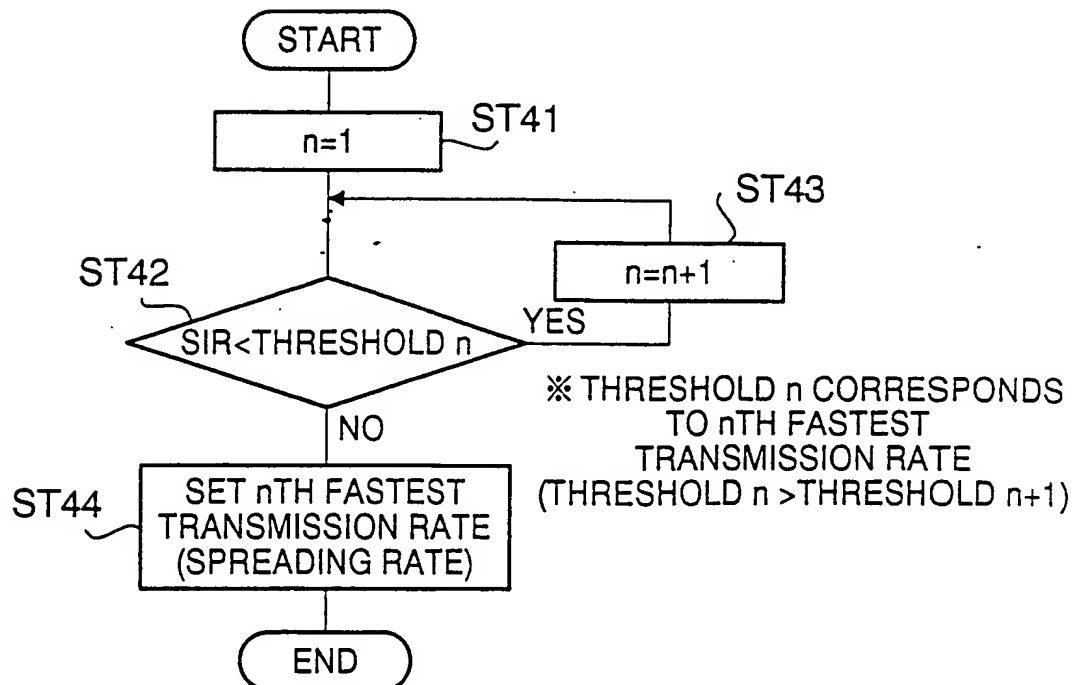 START
n=1
ST41
ST43
n=n+1
ST42
SIR<THRESHOLD n
YES
※ THRESHOLD n CORRESPONDS
TO nTH FASTEST
TRANSMISSION RATE
(THRESHOLD n >THRESHOLD n+1)
NO
ST44
SET nTH FASTEST
TRANSMISSION RATE
(SPREADING RATE)
END